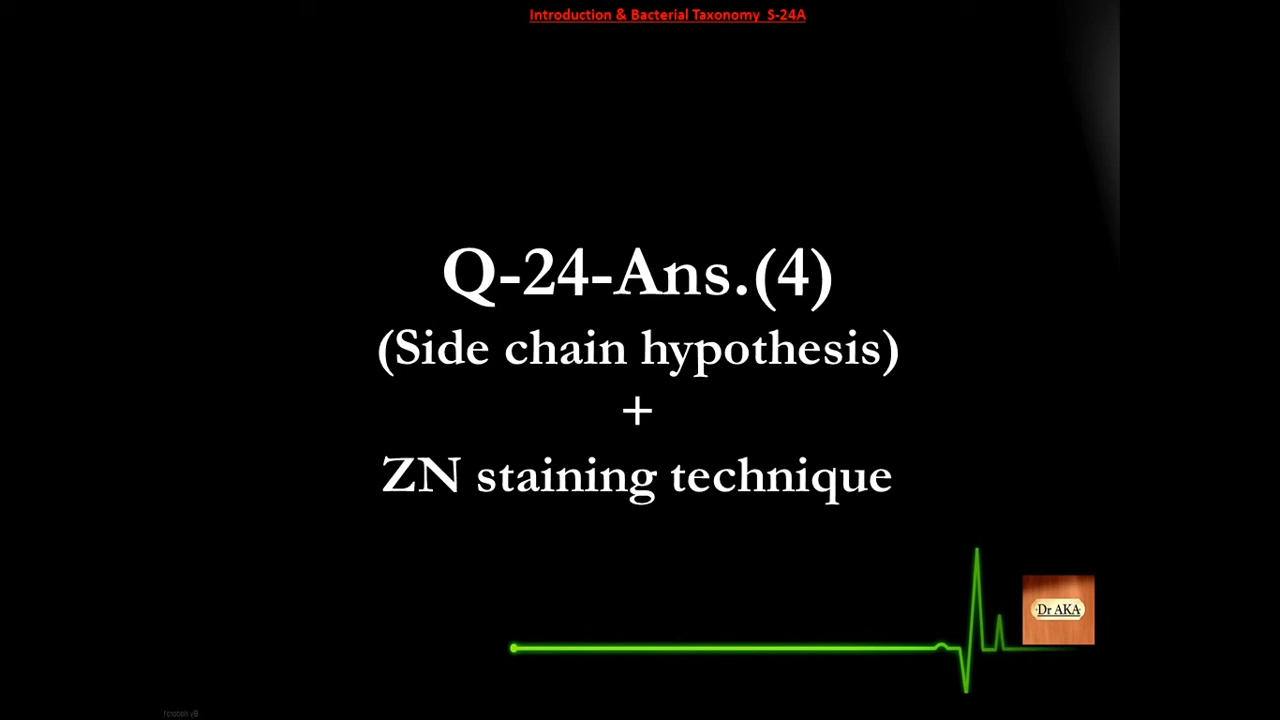 Introduction & Bacterial Taxonomy S-24A
Q-24-Ans.(4)
(Side chain hypothesis)
+
ZN staining technique
Dr AKA